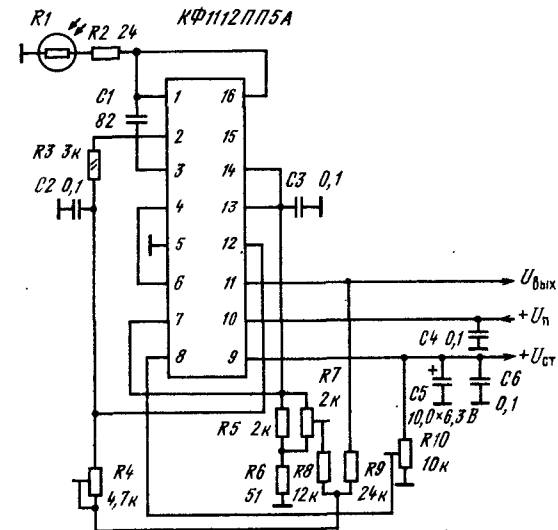 R1
КФ1112ПП5А
R2 24
C1
82
1
16
2
15
R3 3к
3
14
C3 0,1
C2 0,1
4
13
5
12
6
11
Uвых
7
10
+Uп
C4 0,1
8
9
+Uст
R7
2к
C5
10,0×6,3 В
C6
0,1
R5 2к
R10
10к
R4
4,7к
R6
51
R8
12к
R9
24к